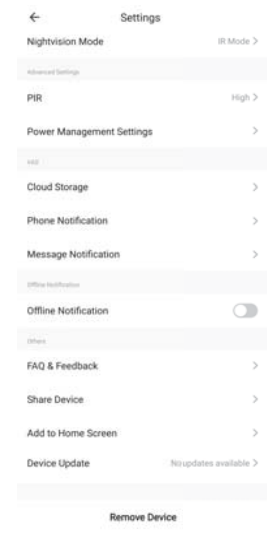 Settings
Nightvision Mode IR Mode
Advanced Settings
PIR High
Power Management Settings
Cloud Storage
Phone Notification
Message Notification
Offline Notification
Offline Notification
Others
FAQ & Feedback
Share Device
Add to Home Screen
Device Update No updates available
Remove Device